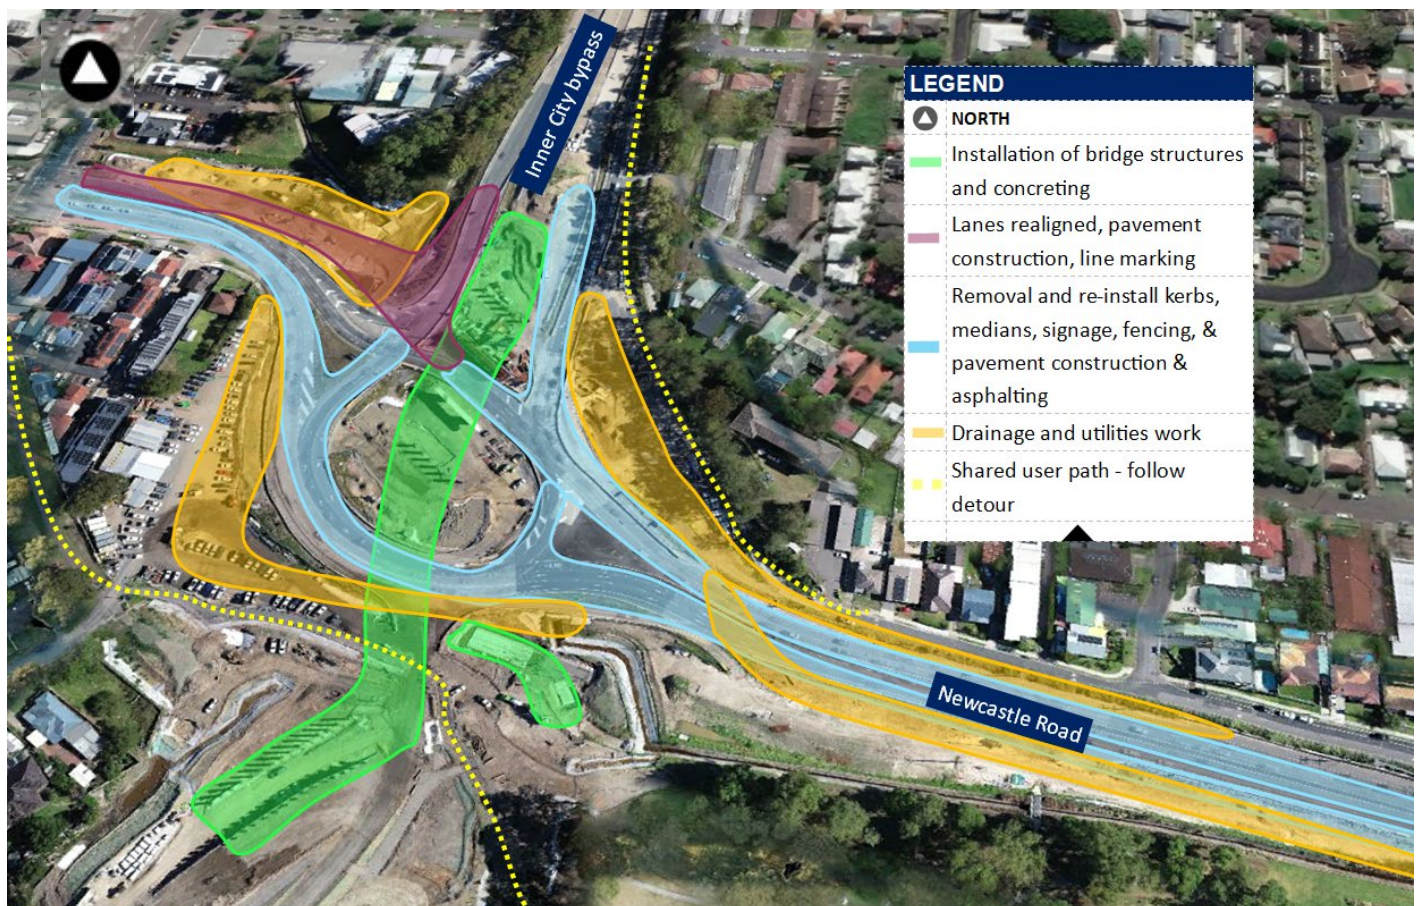 Inner City bypass
LEGEND
NORTH
Installation of bridge structures
and concreting
Lanes realigned, pavement
construction, line marking
Removal and re-install kerbs,
medians, signage, fencing, &
pavement construction &
asphalting
Drainage and utilities work
Shared user path - follow
detour
Newcastle Road